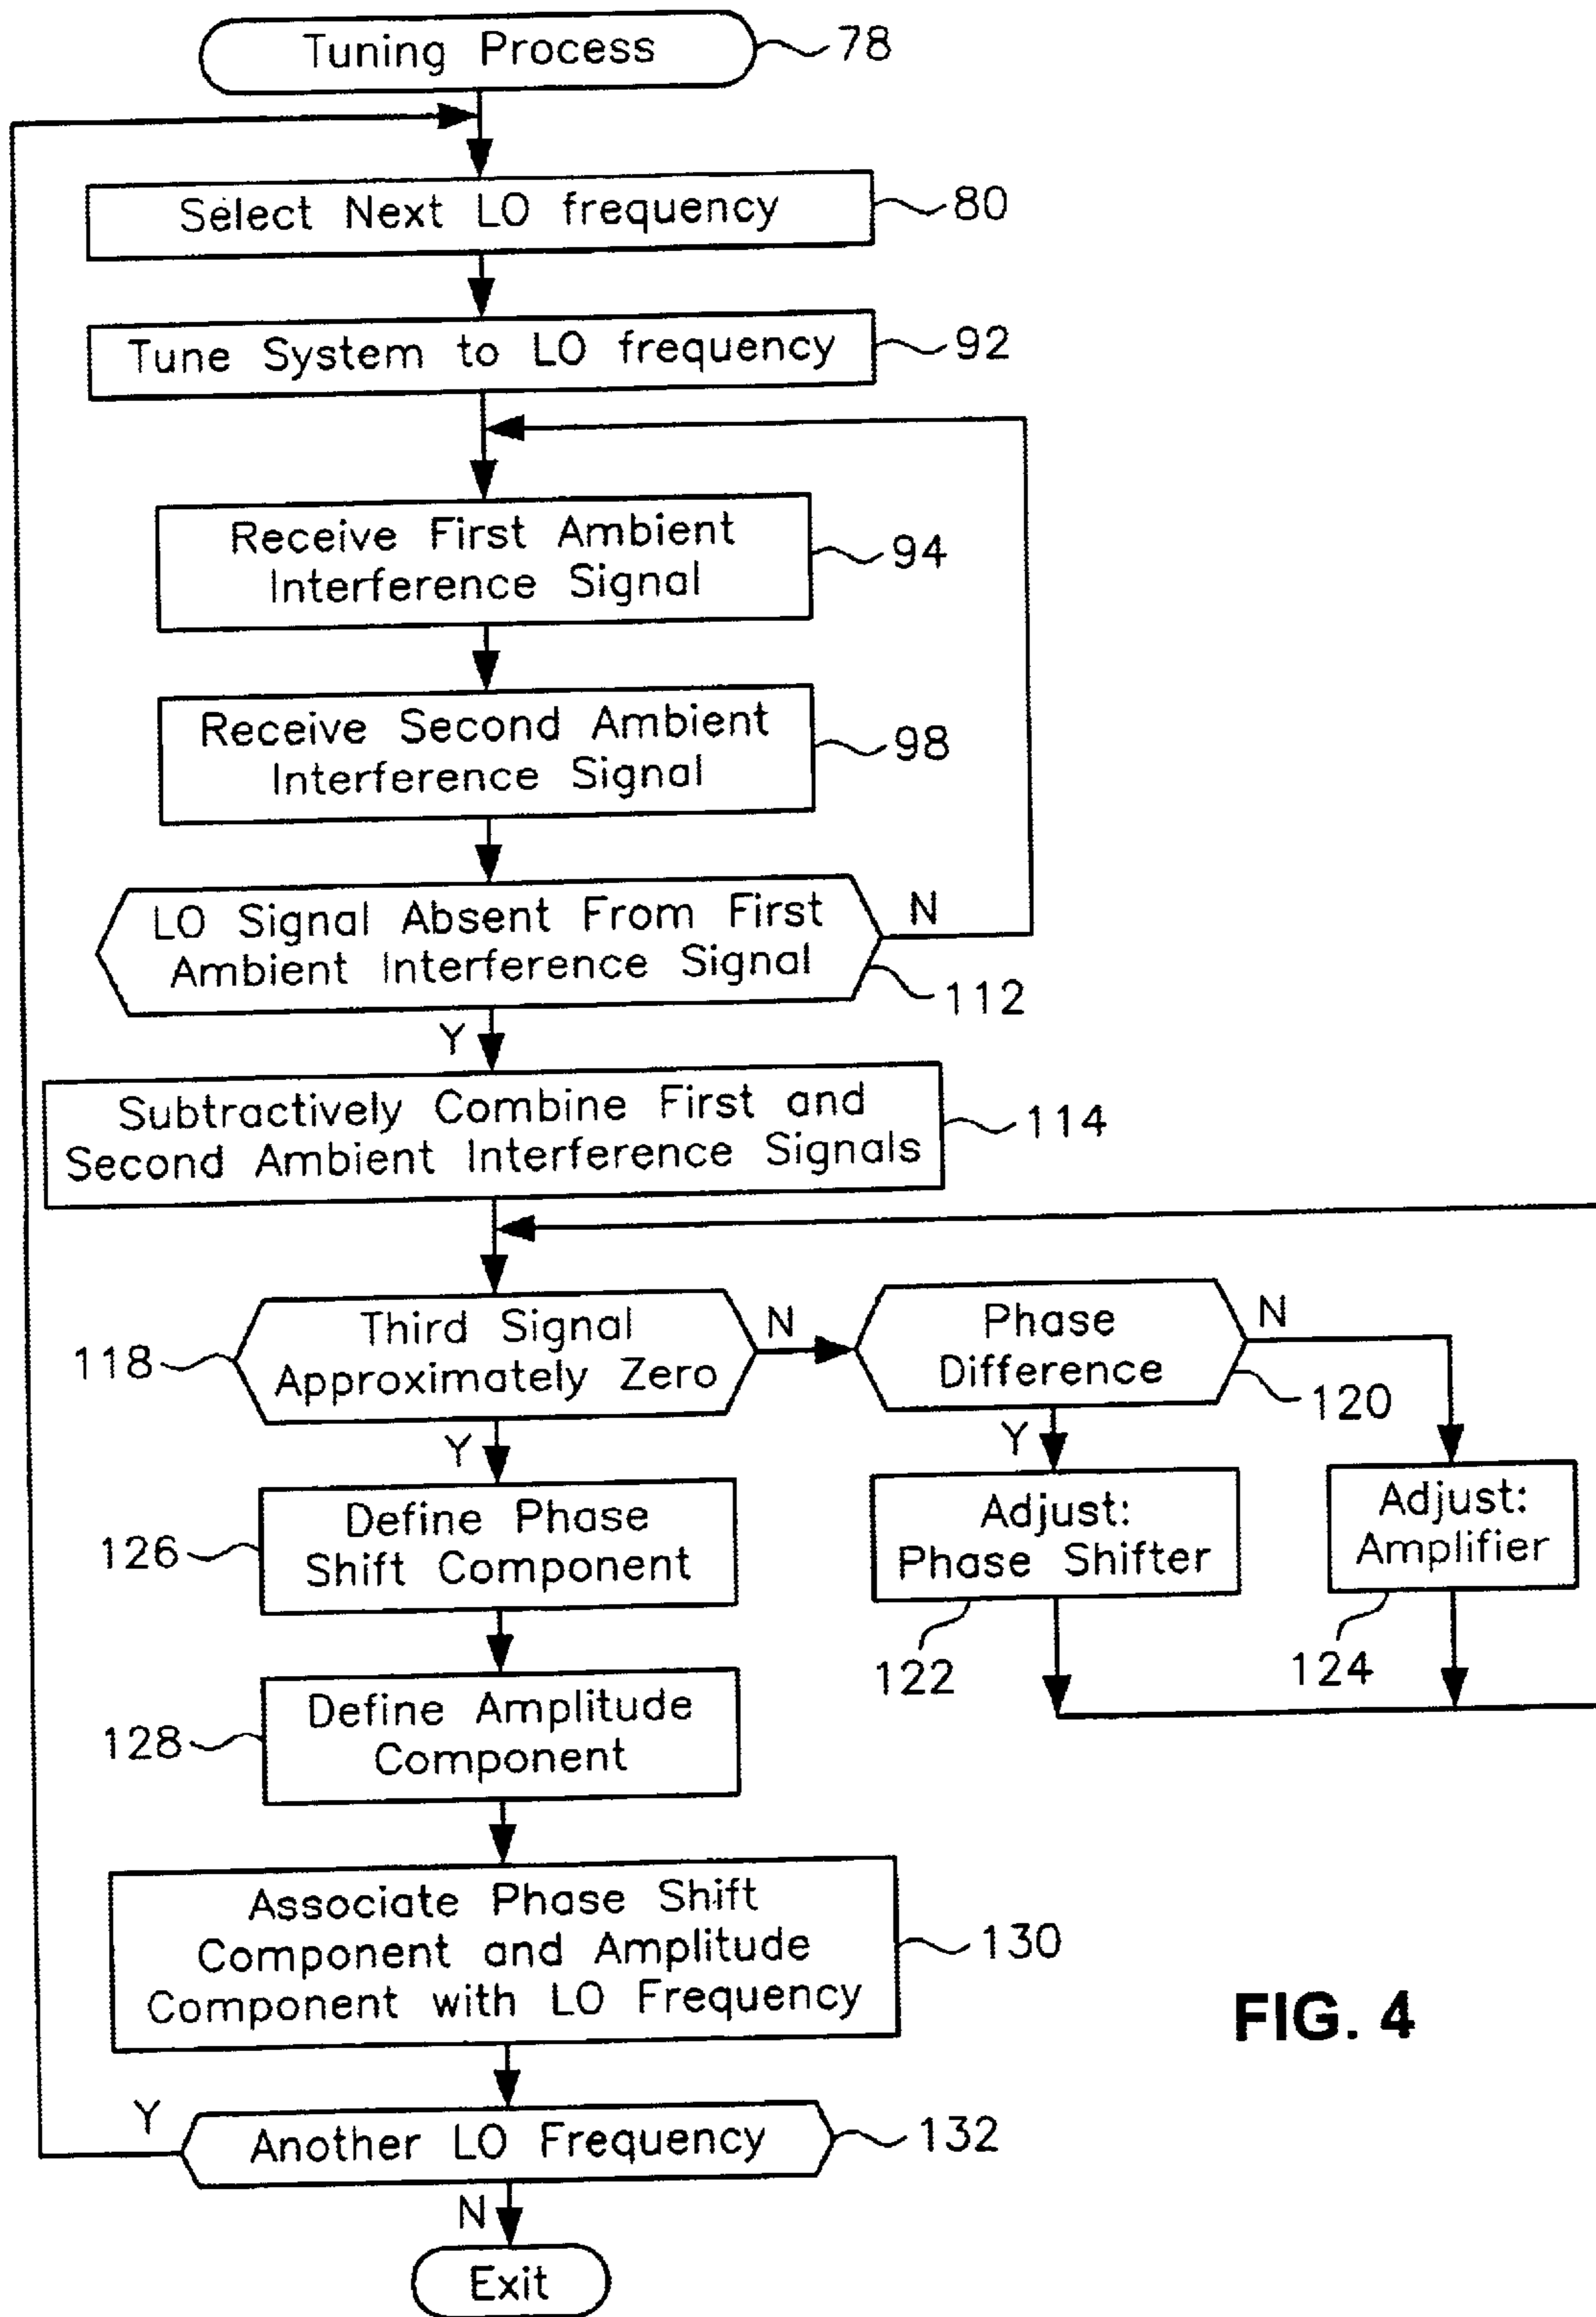 Tuning Process
78
Select Next LO frequency
80
Tune System to LO frequency
92
Receive First Ambient
Interference Signal
94
Receive Second Ambient
Interference Signal
98
LO Signal Absent From First
Ambient Interference Signal
N
112
Y
Subtractively Combine First and
Second Ambient Interference Signals
114
Third Signal
Approximately Zero
118
N
Phase
Difference
N
120
Y
Y
Adjust:
Phase Shifter
122
Adjust:
Amplifier
124
Define Phase
Shift Component
126
Define Amplitude
Component
128
Associate Phase Shift
Component and Amplitude
Component with LO Frequency
130
FIG. 4
Y
Another LO Frequency
132
N
Exit